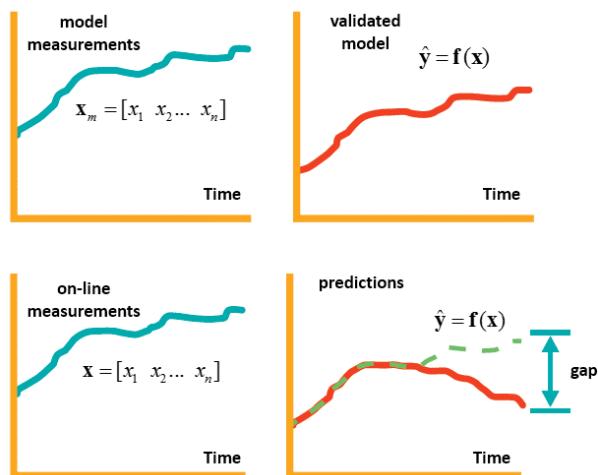 model
measurements
x_m = [x_1 x_2... x_n]
Time
validated
model
ŷ = f(x)
Time
on-line
measurements
x = [x_1 x_2... x_n]
Time
predictions
ŷ = f(x)
gap
Time